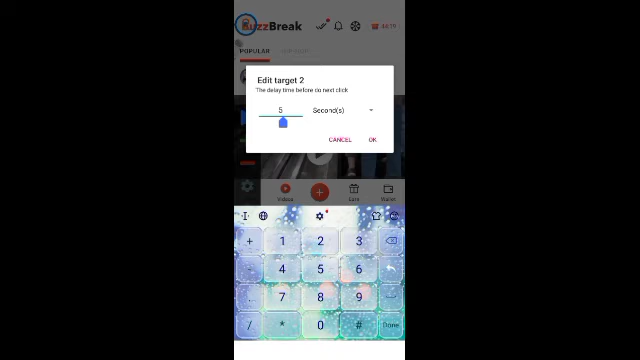 BuzzBreak
POPULAR
Edit target 2
The delay time before do next click
5 Second(s)
CANCEL OK
Videos Earn Wallet
+ 1 2 3
- 4 5 6
. 7 8 9
/ * 0 # Done